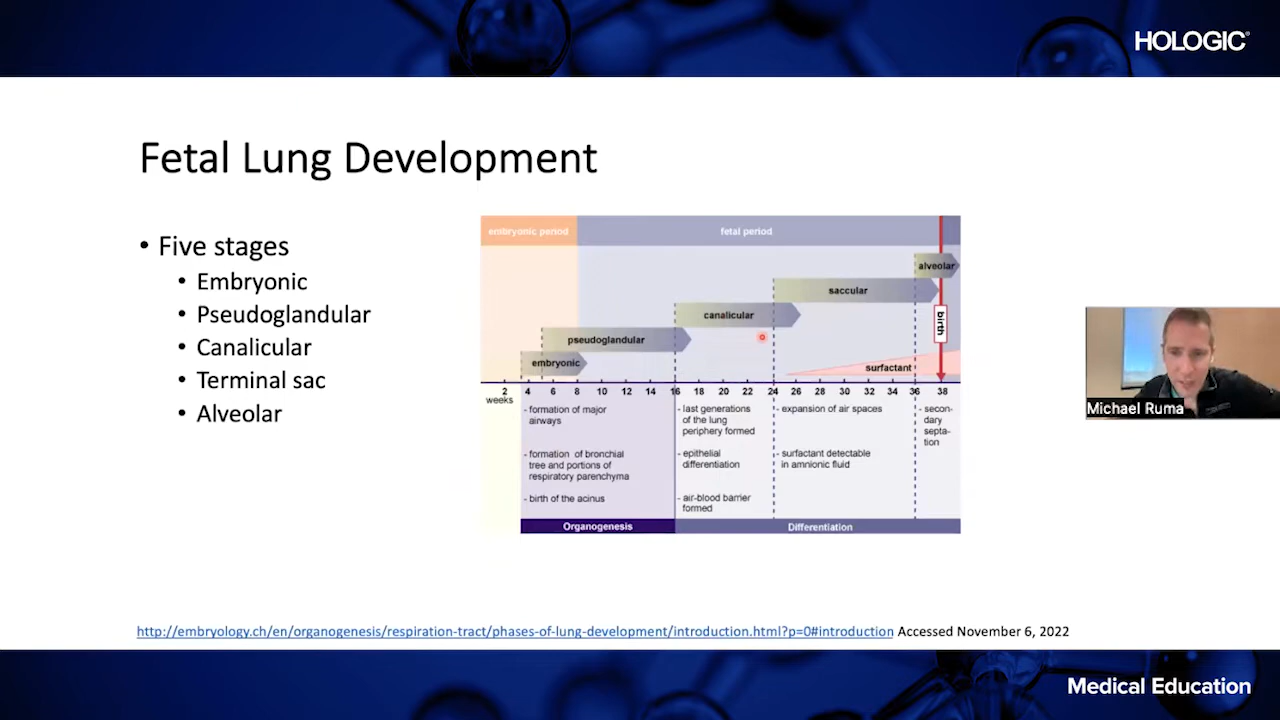 HOLOGIC®
Fetal Lung Development
• Five stages
• Embryonic
• Pseudoglandular
• Canalicular
• Terminal sac
• Alveolar
embryonic period
fetal period
alveolar
saccular
canalicular
pseudoglandular
embryonic
birth
surfactant
2 4 6 8 10 12 14 16 18 20 22 24 26 28 30 32 34 36 38
weeks
- formation of major
airways
- formation of bronchial
tree and portions of
respiratory parenchyma
- birth of the acinus
- last generations
of the lung
periphery formed
- epithelial
differentiation
- air-blood barrier
formed
- expansion of air spaces
- surfactant detectable
in amnionic fluid
- secon-
dary
septa-
tion
Organogenesis
Differentiation
Michael Ruma
http://embryology.ch/en/organogenesis/respiration-tract/phases-of-lung-development/introduction.html?p=0#introduction Accessed November 6, 2022
Medical Education